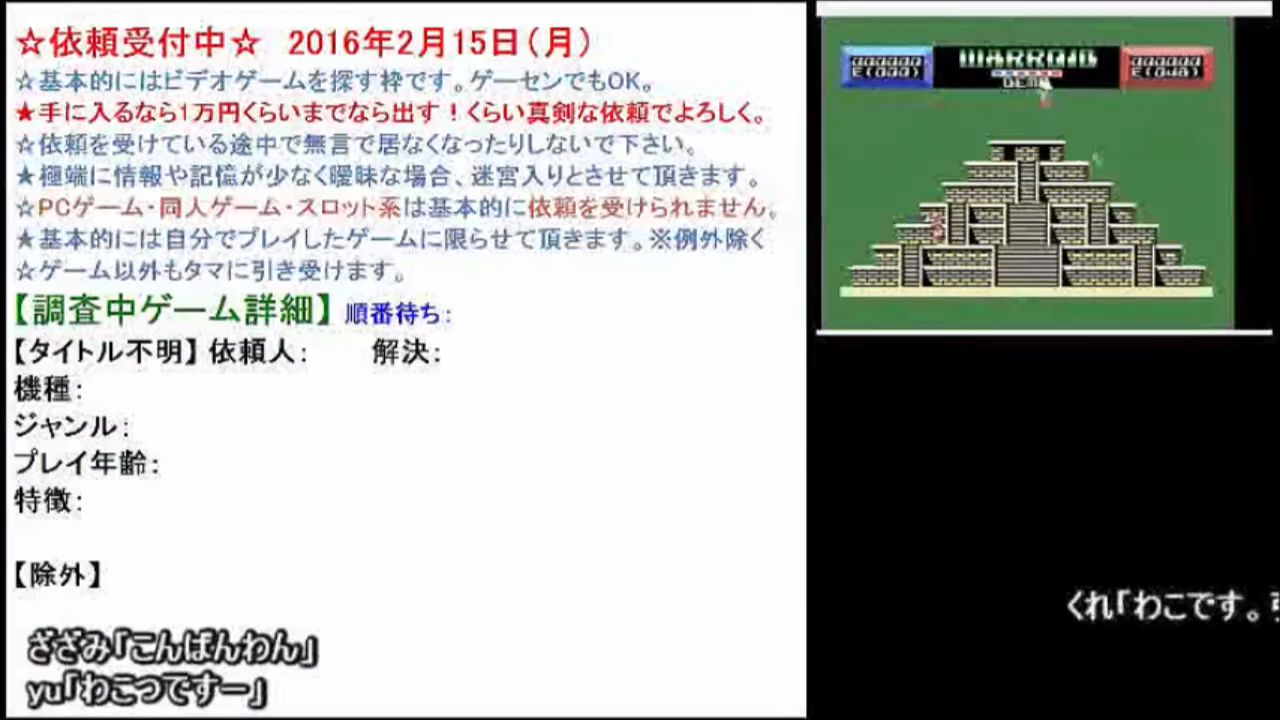 ☆依頼受付中☆ 2016年2月15日(月)
☆基本的にはビデオゲームを探す枠です。ゲーセンでもOK。
★手に入るなら1万円くらいまでなら出す！くらい真剣な依頼でよろしく。
☆依頼を受けている途中で無言で居なくなったりしないで下さい。
★極端に情報や記憶が少なく曖昧な場合、迷宮入りとさせて頂きます。
☆PCゲーム・同人ゲーム・スロット系は基本的に依頼を受けられません。
★基本的には自分でプレイしたゲームに限らせて頂きます。※例外除く
☆ゲーム以外もタマに引き受けます。
【調査中ゲーム詳細】 順番待ち:
【タイトル不明】依頼人: 解決:
機種:
ジャンル:
プレイ年齢:
特徴:
【除外】
ざざみ「こんばんわん」
yu「わこつですー」
WARROID
000000
E(000)
DEMO
000000
E(048)
くれ「わこです。